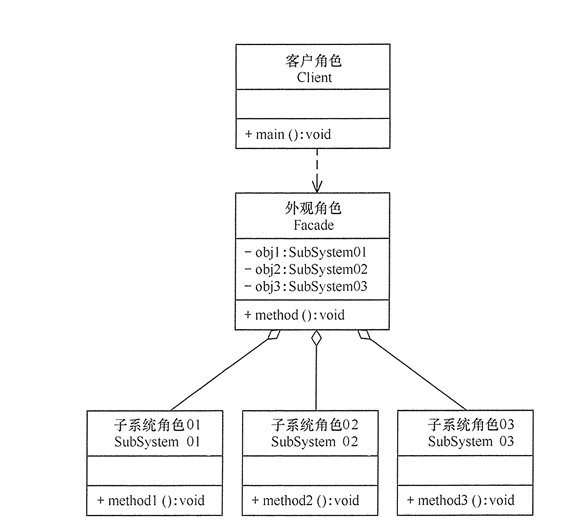 客户角色
Client
+ main ():void
外观角色
Facade
- obj1:SubSystem01
- obj2:SubSystem02
- obj3:SubSystem03
+ method ():void
子系统角色01
SubSystem 01
+ method1 ():void
子系统角色02
SubSystem 02
+ method2 ():void
子系统角色03
SubSystem 03
+ method3 ():void